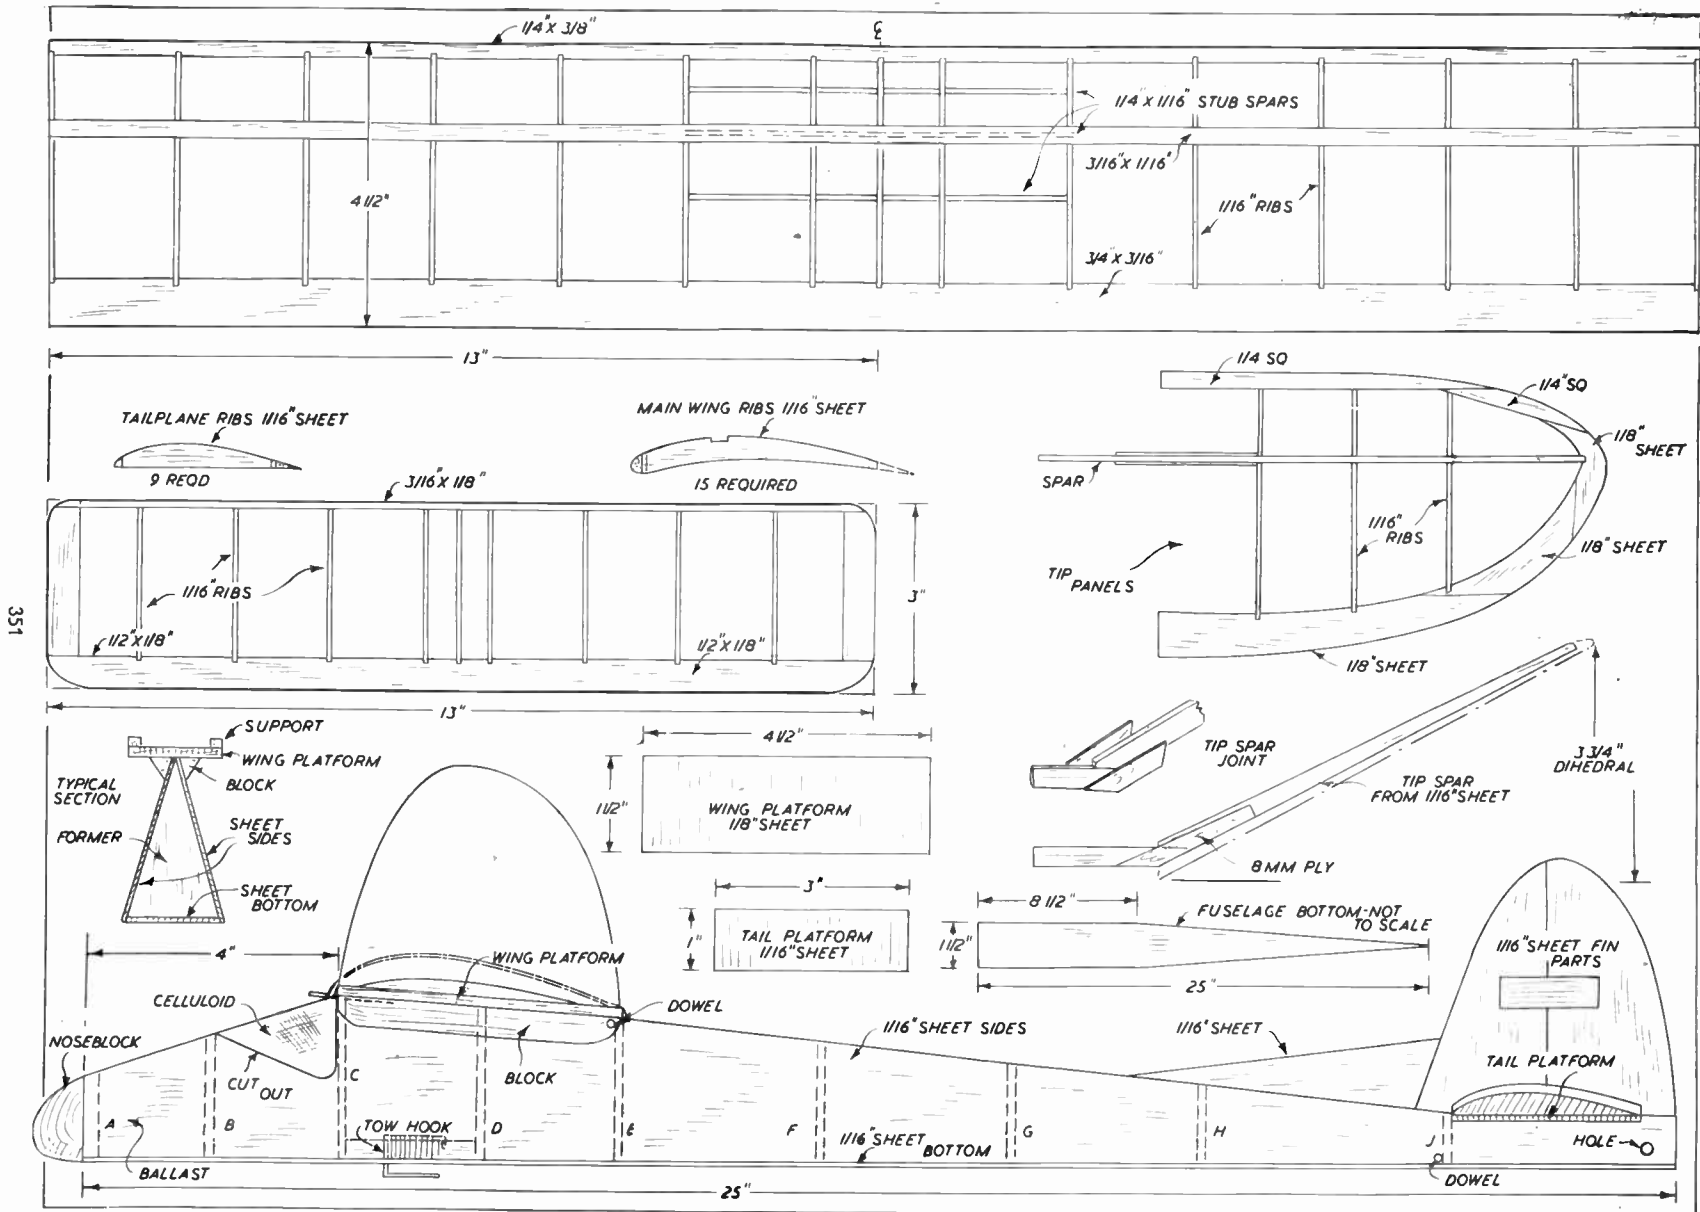 1/4" X 3/8"
℄
1/4" X 1/16" STUB SPARS
3/16" X 1/16"
4 1/2"
1/16" RIBS
3/4 X 3/16"
13"
TAILPLANE RIBS 1/16" SHEET
9 REQD
MAIN WING RIBS 1/16" SHEET
15 REQUIRED
1/4 SQ
1/4" SQ
1/8" SHEET
SPAR
1/16" RIBS
1/8" SHEET
TIP PANELS
1/8" SHEET
3/16" X 1/8"
1/16" RIBS
1/2" X 1/8"
1/2" X 1/8"
3"
13"
351
SUPPORT
WING PLATFORM
BLOCK
TYPICAL
SECTION
FORMER
SHEET
SIDES
SHEET
BOTTOM
4 1/2"
1 1/2"
WING PLATFORM
1/8" SHEET
3"
1"
TAIL PLATFORM
1/16" SHEET
TIP SPAR
JOINT
TIP SPAR
FROM 1/16" SHEET
3 3/4"
DIHEDRAL
8MM PLY
8 1/2"
FUSELAGE BOTTOM-NOT
TO SCALE
1 1/2"
25"
1/16" SHEET FIN
PARTS
4"
WING PLATFORM
CELLULOID
DOWEL
NOSEBLOCK
CUT OUT
BLOCK
1/16" SHEET SIDES
1/16" SHEET
TAIL PLATFORM
A
B
C
D
E
F
G
H
J
TOW HOOK
1/16" SHEET
BOTTOM
HOLE
BALLAST
DOWEL
25"